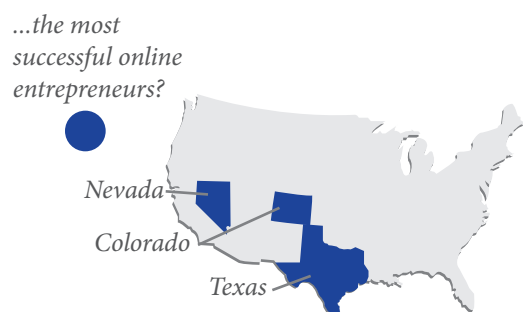 ...the most
successful online
entrepreneurs?
Nevada
Colorado
Texas